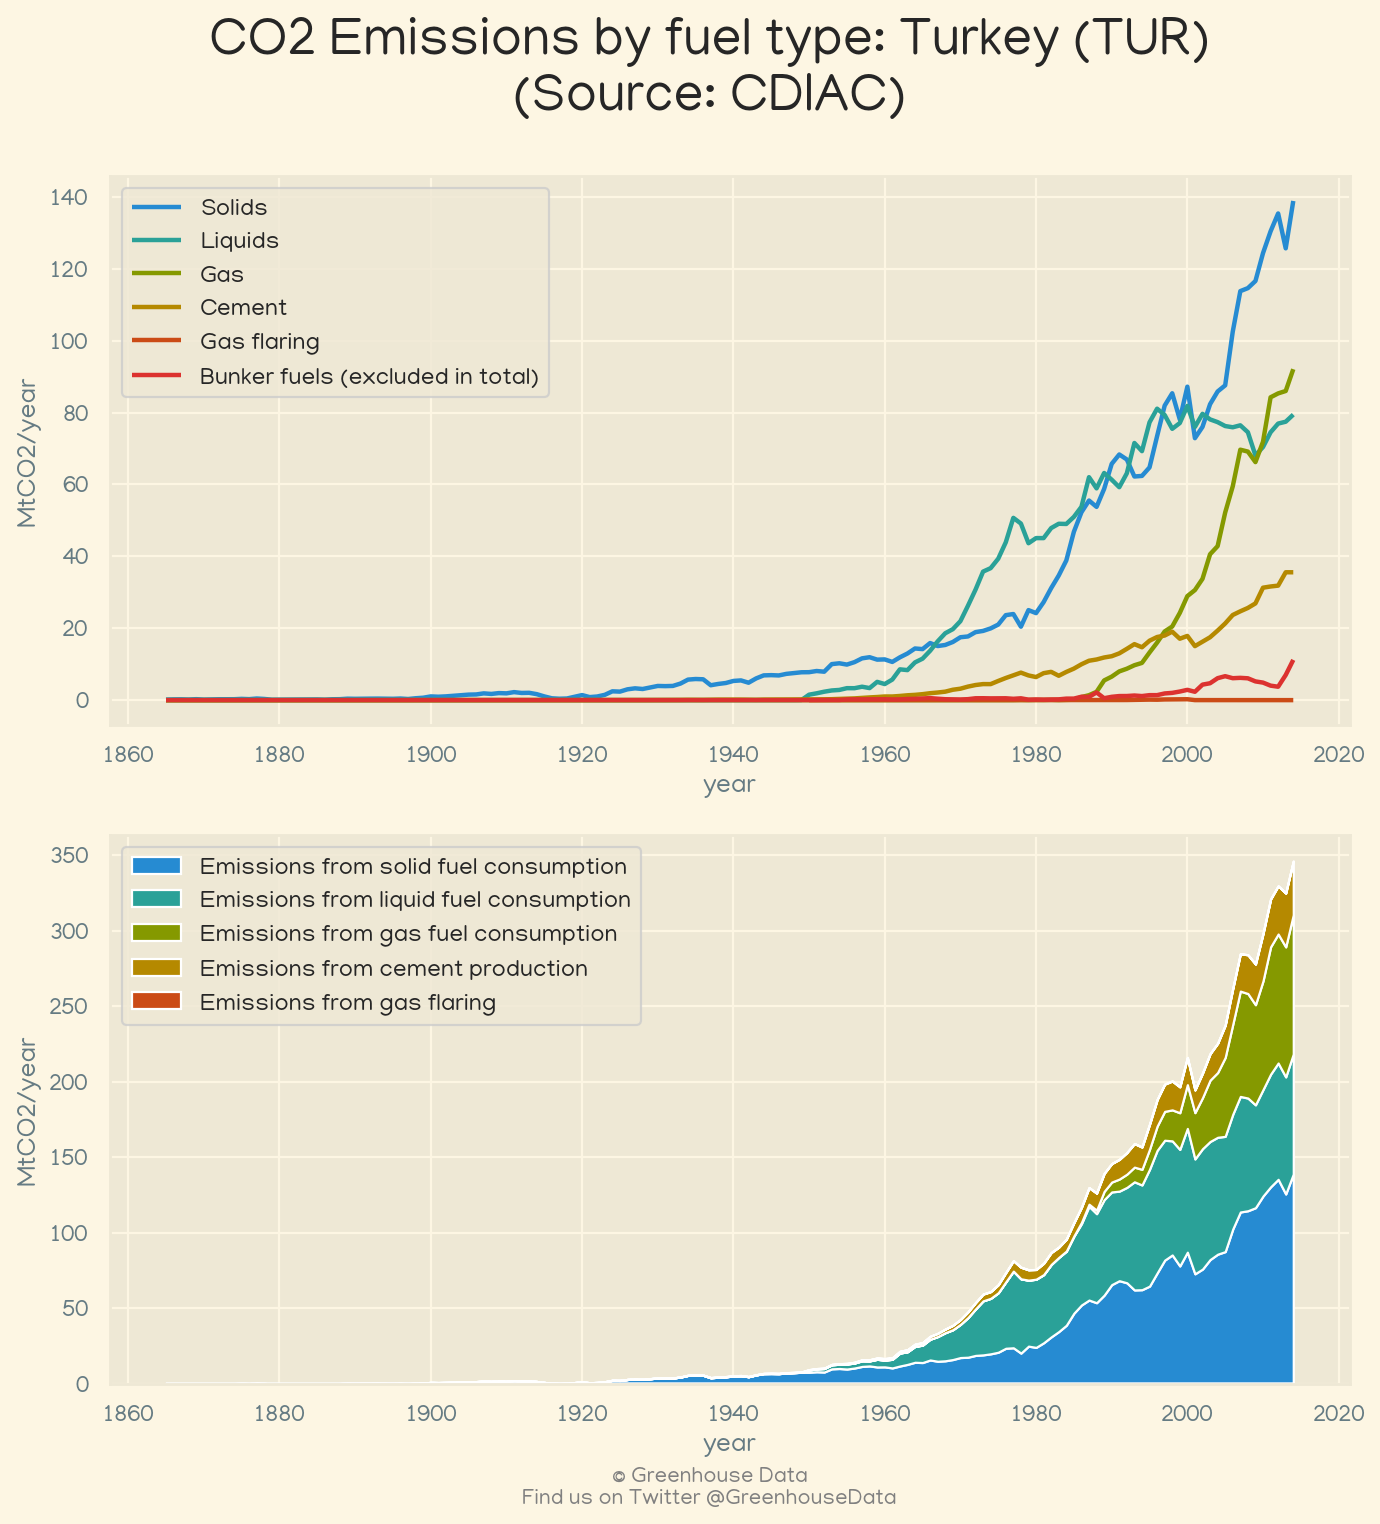 CO2 Emissions by fuel type: Turkey (TUR)
(Source: CDIAC)
140
120
100
80
60
40
20
0
MtCO2/year
Solids
Liquids
Gas
Cement
Gas flaring
Bunker fuels (excluded in total)
1860 1880 1900 1920 1940 1960 1980 2000 2020
year
350
300
250
200
150
100
50
0
MtCO2/year
Emissions from solid fuel consumption
Emissions from liquid fuel consumption
Emissions from gas fuel consumption
Emissions from cement production
Emissions from gas flaring
1860 1880 1900 1920 1940 1960 1980 2000 2020
year
© Greenhouse Data
Find us on Twitter @GreenhouseData